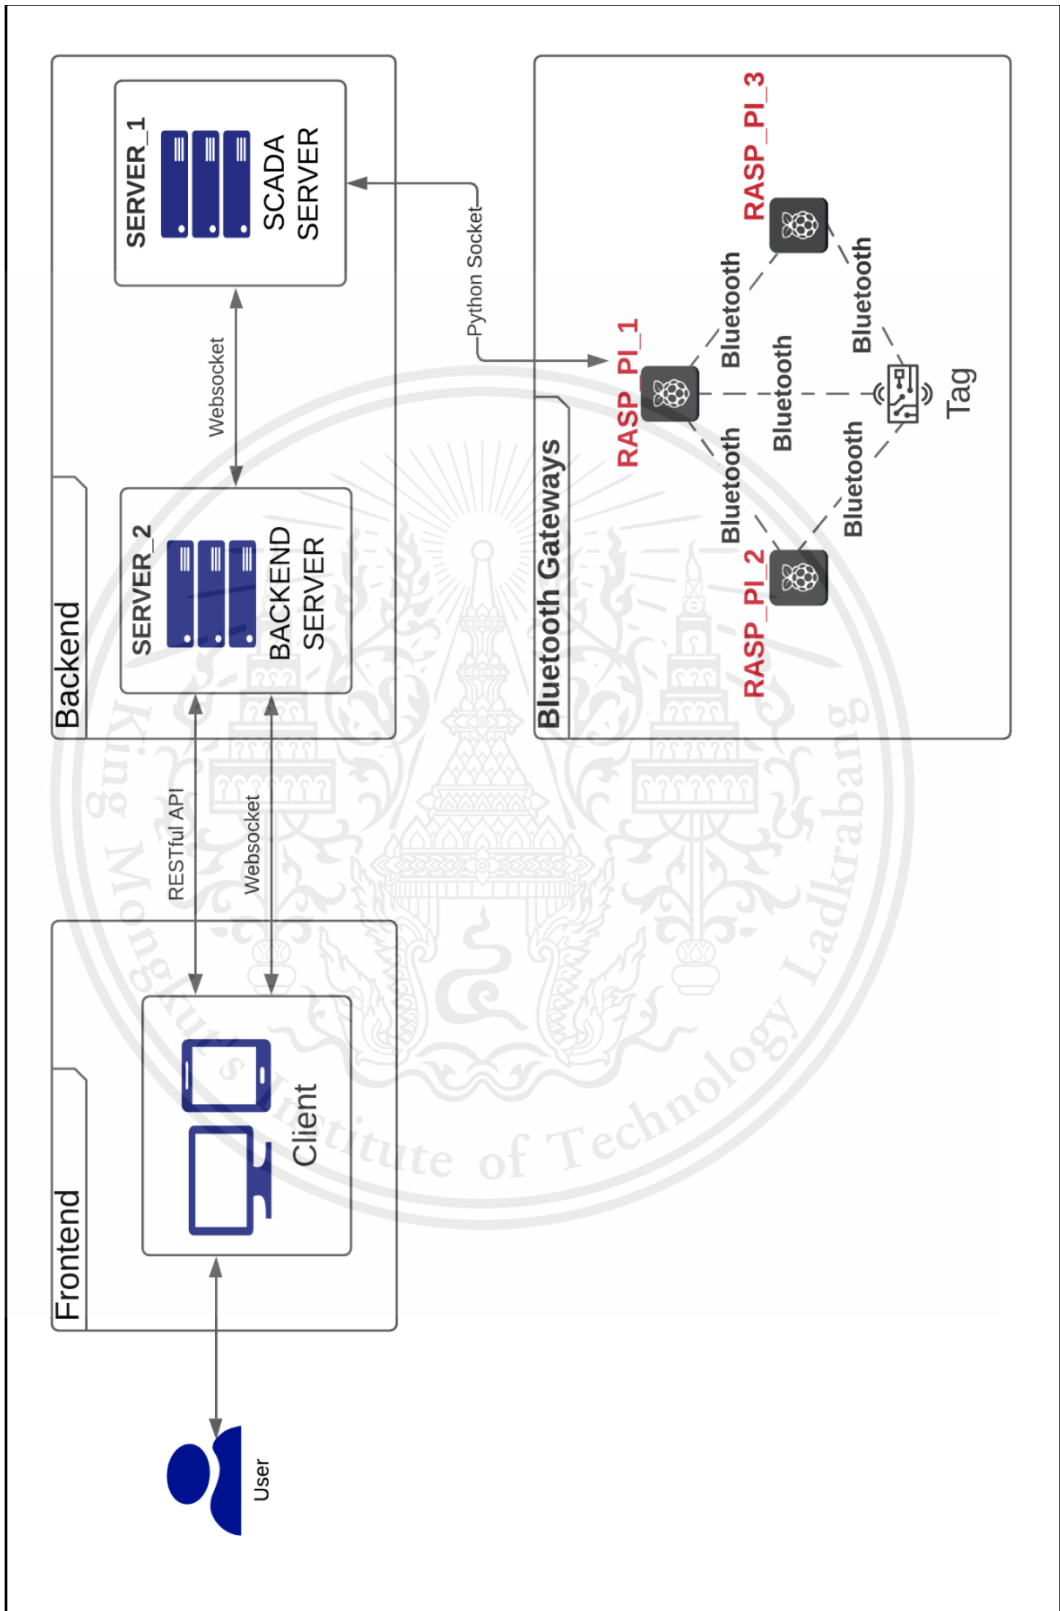 User
Frontend
Client
RESTful API
Websocket
Backend
SERVER_2
BACKEND
SERVER
Websocket
SERVER_1
SCADA
SERVER
Python Socket
Bluetooth Gateways
RASP_PI_1
RASP_PI_2
RASP_PI_3
Bluetooth
Bluetooth
Bluetooth
Bluetooth
Bluetooth
Tag
King Mongkut's Institute of Technology Ladkrabang